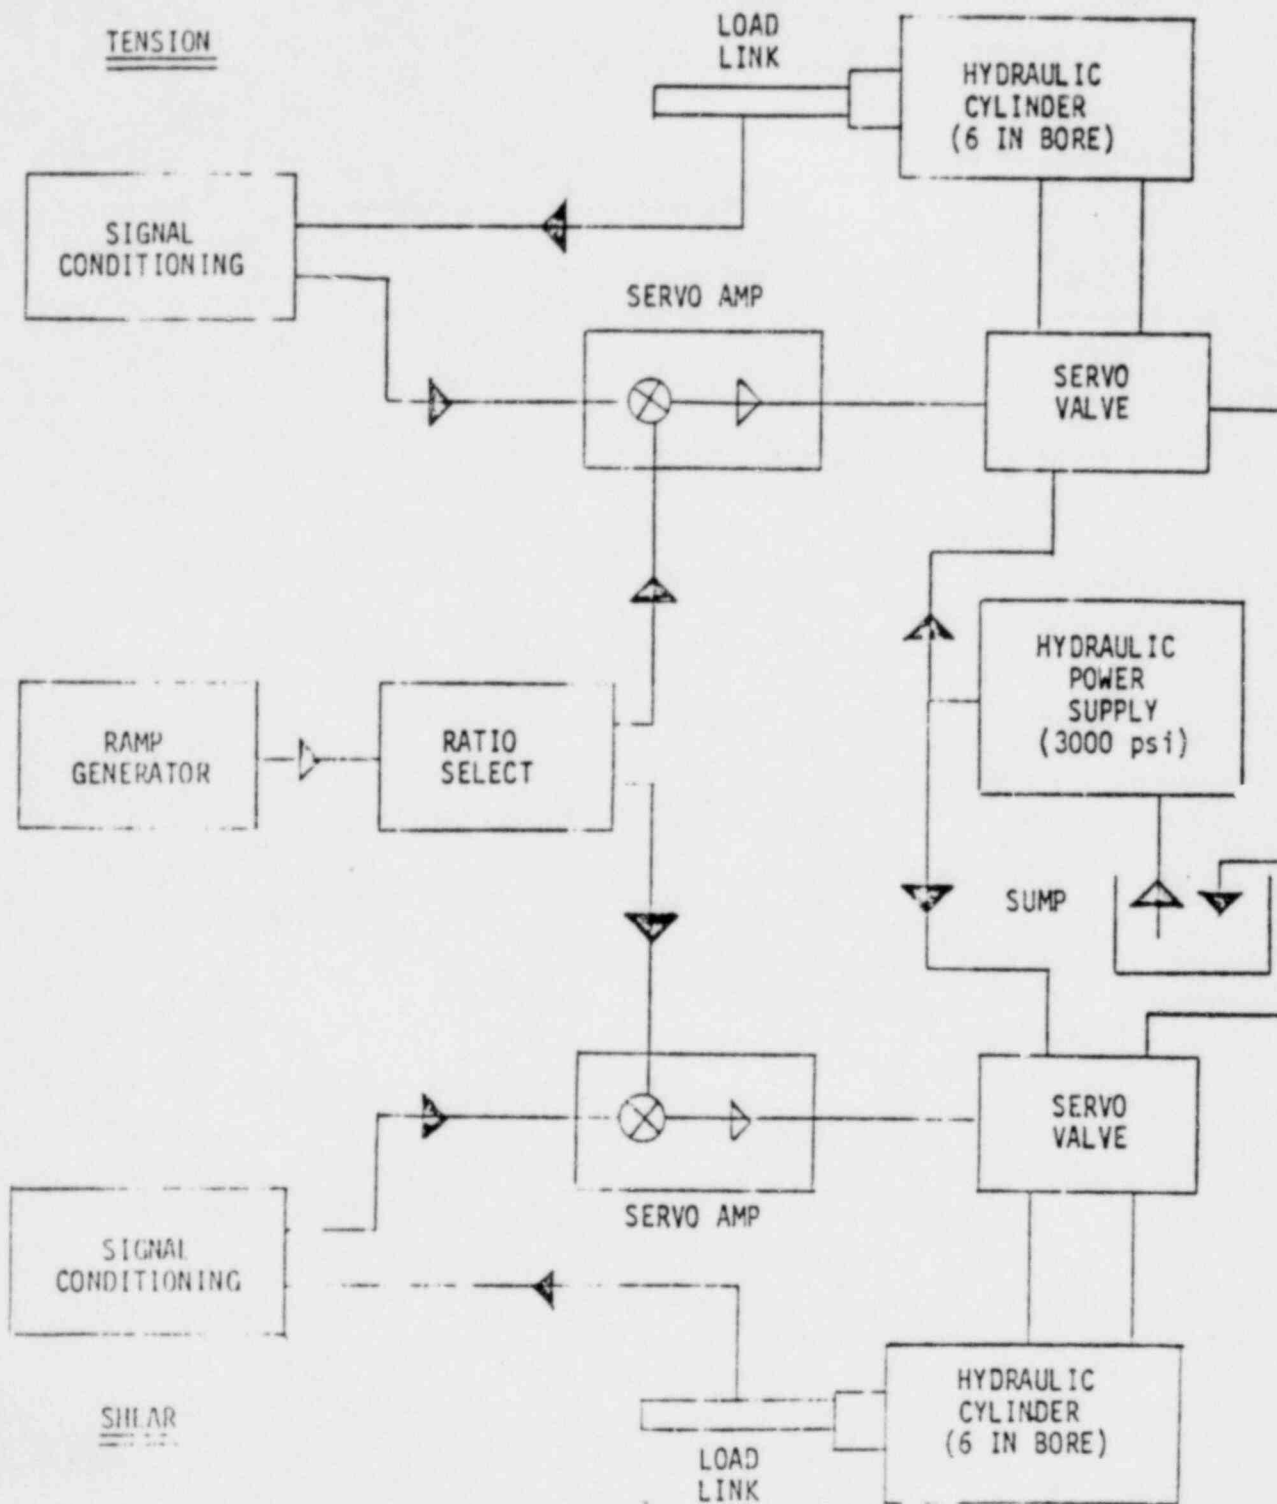 TENSION
LOAD
LINK
HYDRAULIC
CYLINDER
(6 IN BORE)
SIGNAL
CONDITIONING
SERVO AMP
SERVO
VALVE
HYDRAULIC
POWER
SUPPLY
(3000 psi)
RAMP
GENERATOR
RATIO
SELECT
SUMP
SERVO
VALVE
SERVO AMP
SIGNAL
CONDITIONING
HYDRAULIC
CYLINDER
(6 IN BORE)
SHEAR
LOAD
LINK